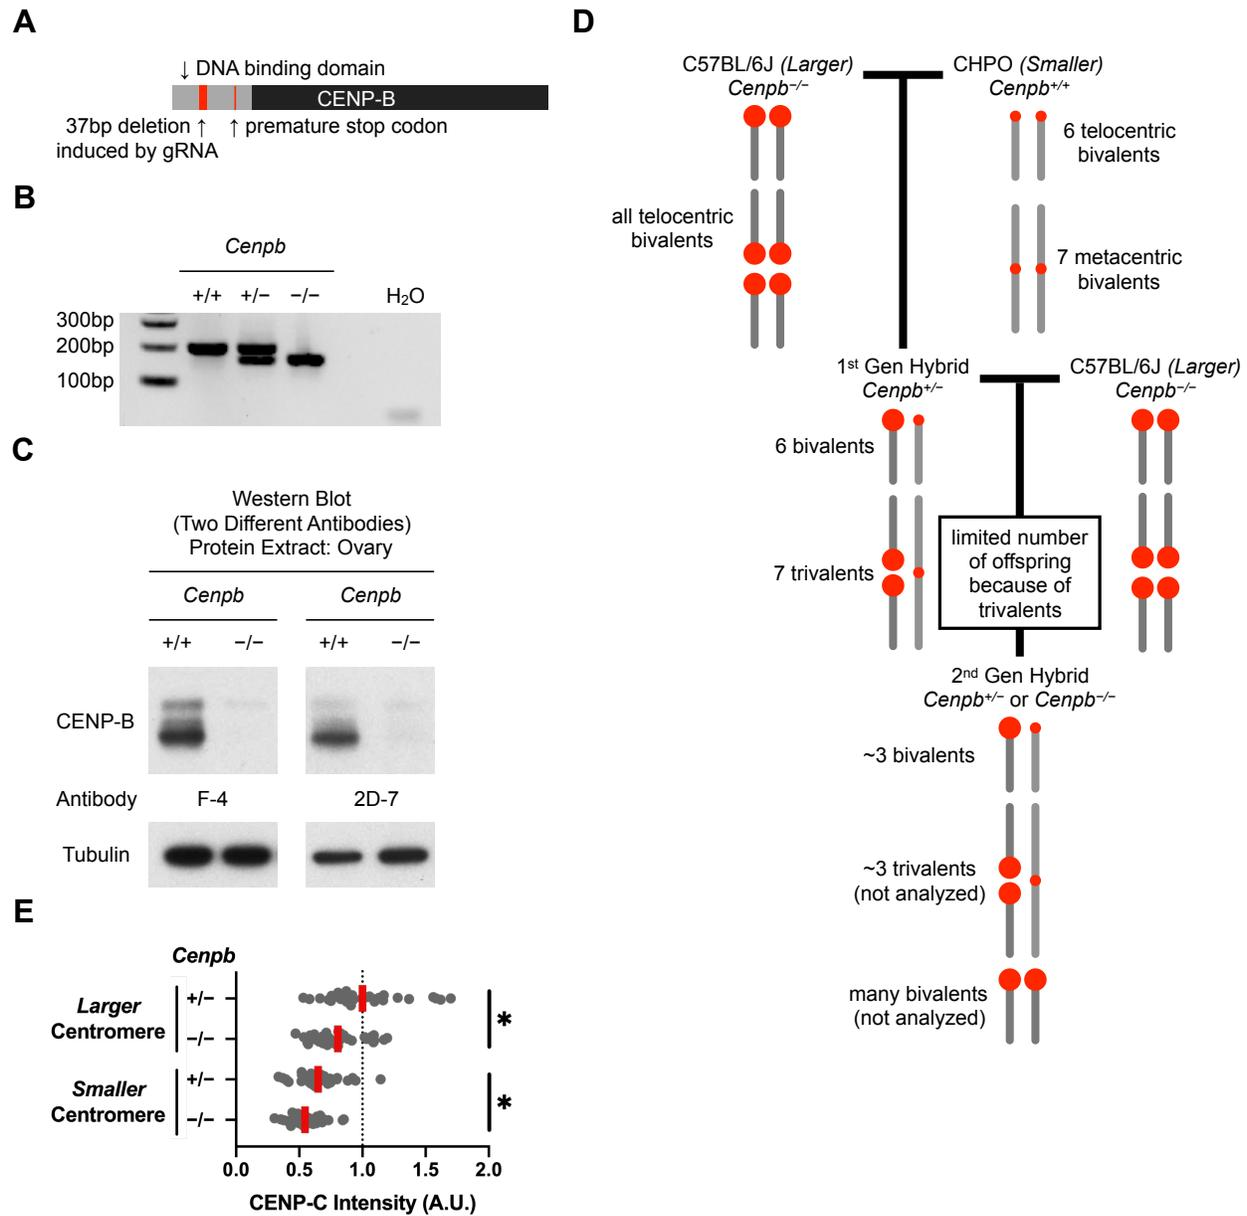 A
↓ DNA binding domain
CENP-B
37bp deletion ↑ ↑ premature stop codon
induced by gRNA
B
Cenpb
+/+ +/− −/− H₂O
300bp
200bp
100bp
C
Western Blot
(Two Different Antibodies)
Protein Extract: Ovary
Cenpb Cenpb
+/+ −/− +/+ −/−
CENP-B
Antibody F-4 2D-7
Tubulin
D
C57BL/6J (Larger) CHPO (Smaller)
Cenpb−/− Cenpb+/+
6 telocentric
bivalents
all telocentric
bivalents
7 metacentric
bivalents
1st Gen Hybrid C57BL/6J (Larger)
Cenpb+/− Cenpb−/−
6 bivalents
7 trivalents
limited number
of offspring
because of
trivalents
2nd Gen Hybrid
Cenpb+/− or Cenpb−/−
~3 bivalents
~3 trivalents
(not analyzed)
many bivalents
(not analyzed)
E
Cenpb
Larger
Centromere
+/−
−/−
*
Smaller
Centromere
+/−
−/−
*
0.0 0.5 1.0 1.5 2.0
CENP-C Intensity (A.U.)